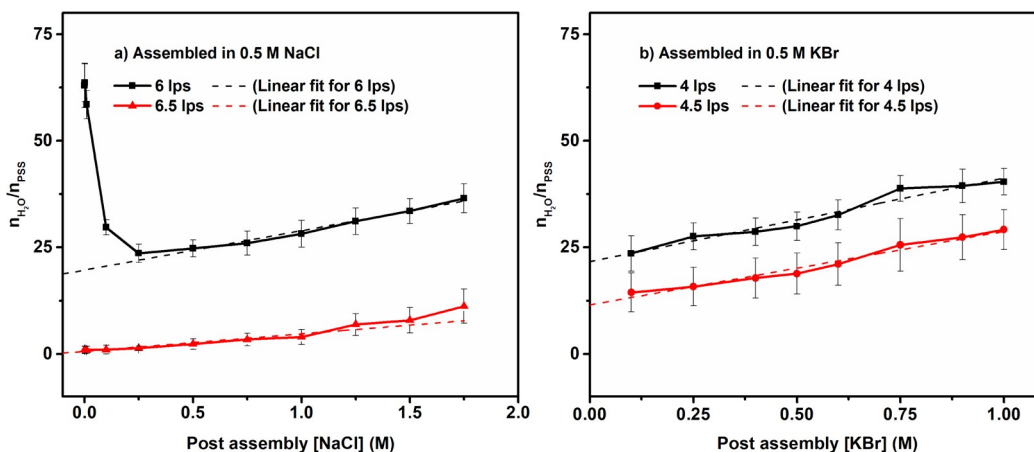 a) Assembled in 0.5 M NaCl
6 lps (Linear fit for 6 lps)
6.5 lps (Linear fit for 6.5 lps)
75
50
25
0
n_H₂O/n_PSS
0.0 0.5 1.0 1.5 2.0
Post assembly [NaCl] (M)
b) Assembled in 0.5 M KBr
4 lps (Linear fit for 4 lps)
4.5 lps (Linear fit for 4.5 lps)
75
50
25
0
n_H₂O/n_PSS
0.00 0.25 0.50 0.75 1.00
Post assembly [KBr] (M)